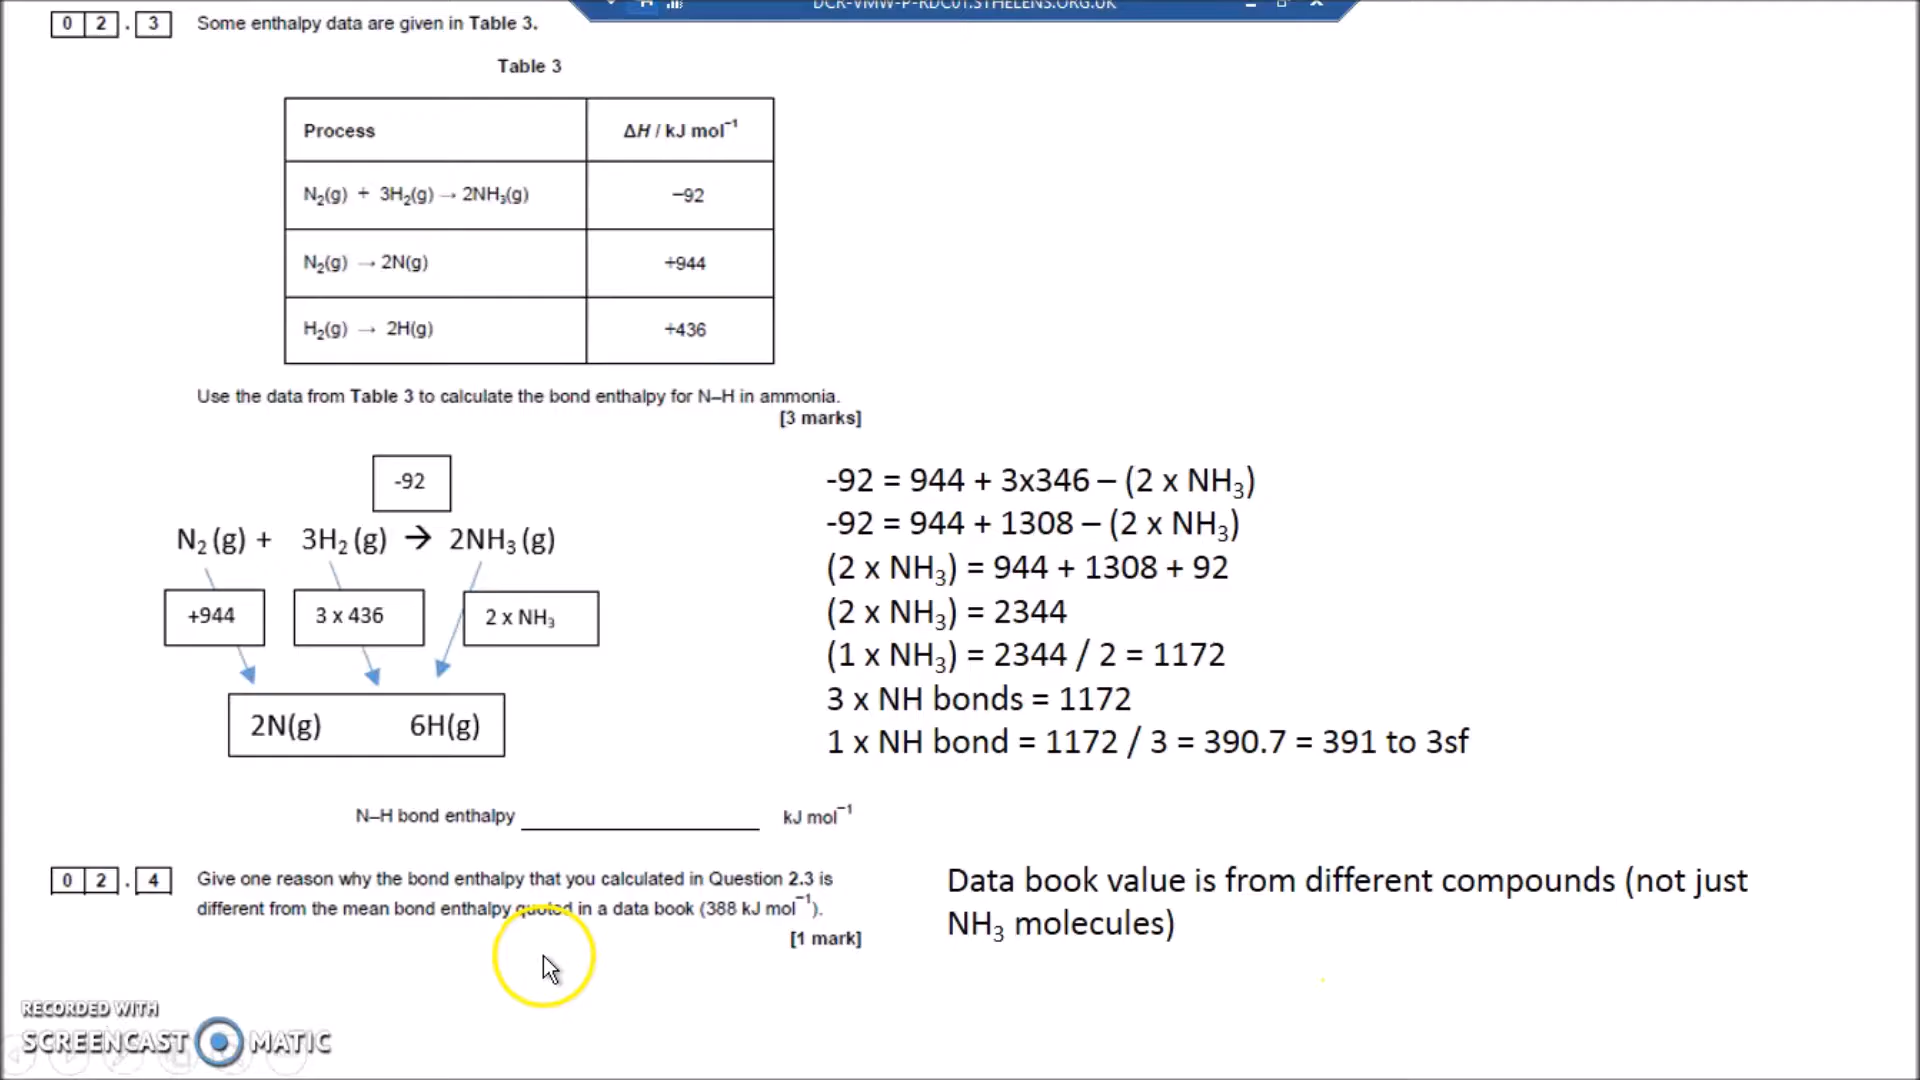 DCR-VMW-P-RDC01.STHELENS.ORG.UK
0 2 . 3 Some enthalpy data are given in Table 3.
Table 3
Process ΔH / kJ mol⁻¹
N₂(g) + 3H₂(g) → 2NH₃(g) −92
N₂(g) → 2N(g) +944
H₂(g) → 2H(g) +436
Use the data from Table 3 to calculate the bond enthalpy for N–H in ammonia.
[3 marks]
-92
N₂ (g) + 3H₂ (g) → 2NH₃ (g)
+944 3 x 436 2 x NH₃
2N(g) 6H(g)
-92 = 944 + 3x346 – (2 x NH₃)
-92 = 944 + 1308 – (2 x NH₃)
(2 x NH₃) = 944 + 1308 + 92
(2 x NH₃) = 2344
(1 x NH₃) = 2344 / 2 = 1172
3 x NH bonds = 1172
1 x NH bond = 1172 / 3 = 390.7 = 391 to 3sf
N–H bond enthalpy kJ mol⁻¹
0 2 . 4 Give one reason why the bond enthalpy that you calculated in Question 2.3 is
different from the mean bond enthalpy quoted in a data book (388 kJ mol⁻¹).
[1 mark]
Data book value is from different compounds (not just
NH₃ molecules)
RECORDED WITH
SCREENCAST MATIC